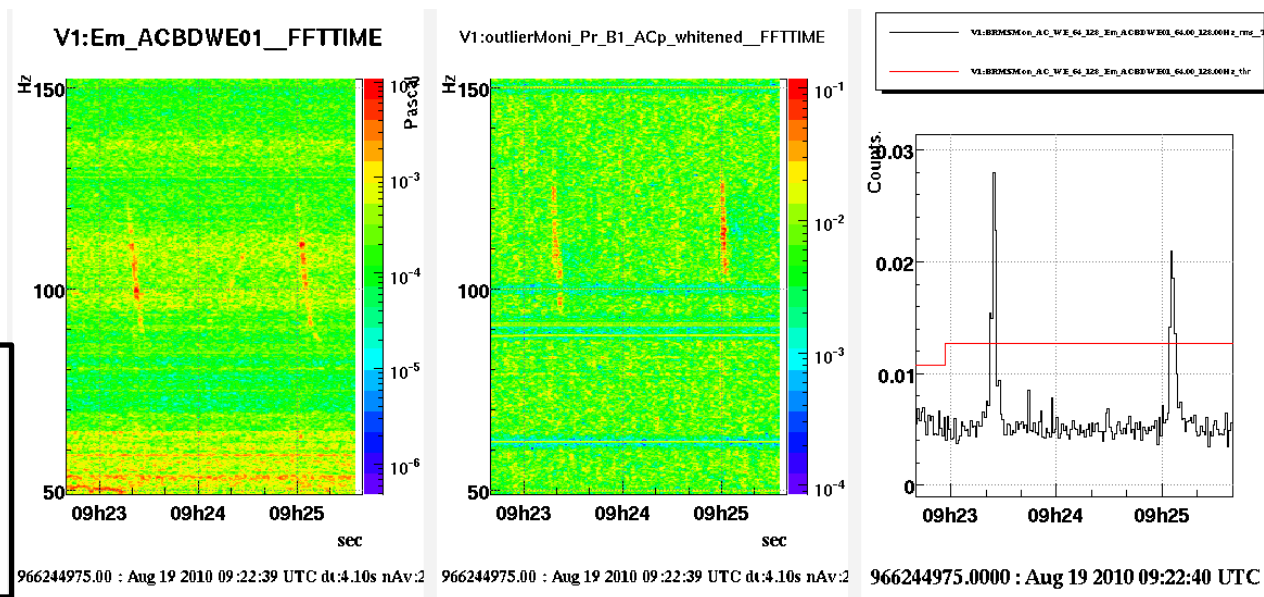 V1:Em_ACBDWE01__FFTTIME
Hz
150
100
50
10⁻³
10⁻⁴
10⁻⁵
10⁻⁶
09h23
09h24
09h25
sec
966244975.00 : Aug 19 2010 09:22:39 UTC dt:4.10s nAv:2
V1:outlierMoni_Pr_B1_ACp_whitened__FFTTIME
Hz
150
100
50
10⁻¹
10⁻²
10⁻³
10⁻⁴
09h23
09h24
09h25
sec
966244975.00 : Aug 19 2010 09:22:39 UTC dt:4.10s nAv:2
V1:BRMSMon_AC_WE_64_128_Em_ACBDWE01_64.00_128.00Hz_rms_T
V1:BRMSMon_AC_WE_64_128_Em_ACBDWE01_64.00_128.00Hz_thr
Counts.
0.03
0.02
0.01
0
09h23
09h24
09h25
966244975.0000 : Aug 19 2010 09:22:40 UTC